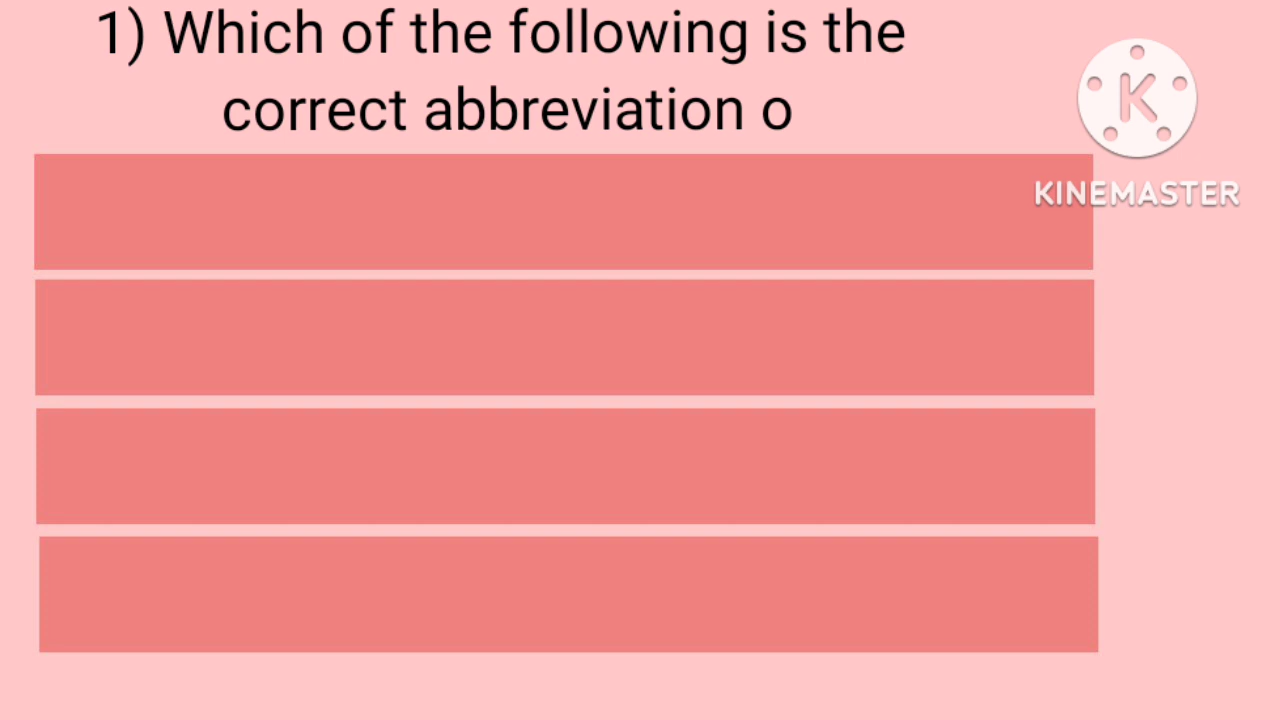 1) Which of the following is the
correct abbreviation o
K
KINEMASTER